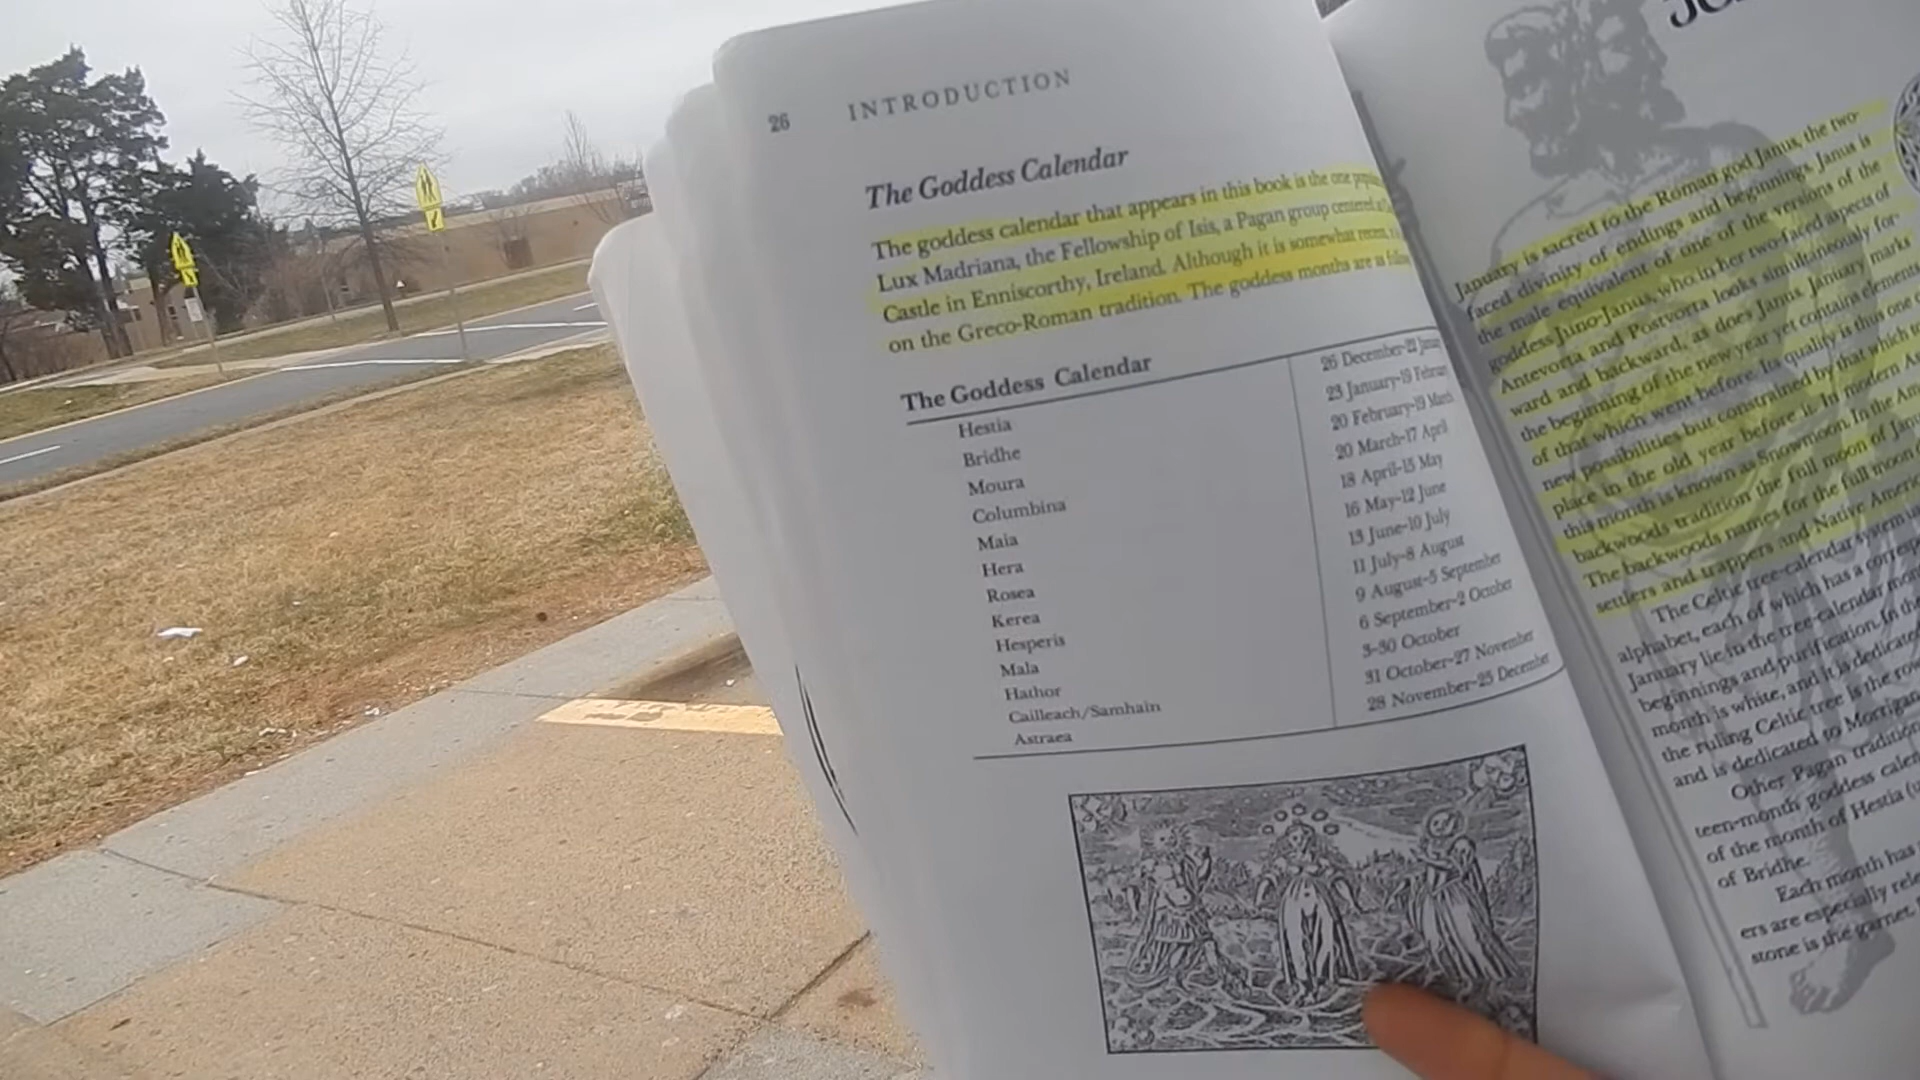 26 INTRODUCTION
The Goddess Calendar
The goddess calendar that appears in this book is the one
Lux Madriana, the Fellowship of Isis, a Pagan group centered
Castle in Enniscorthy, Ireland. Although it is somewhat recent,
on the Greco-Roman tradition. The goddess months are as
The Goddess Calendar
Hestia 26 December-22
Bridhe 23 January-19
Moura 20 February-19 March
Columbina 20 March-17 April
Maia 18 April-15 May
Hera 16 May-12 June
Rosea 13 June-10 July
Kerea 11 July-8 August
Hesperis 9 August-5 September
Mala 6 September-2 October
Hathor 3-30 October
Cailleach/Samhain 31 October-27 November
Astraea 28 November-25 December
January is sacred to the Roman god Janus, the two-
faced divinity of endings and beginnings. Janus is
the male equivalent of one of the versions of the
goddess Juno-Janus, who in her two-faced aspects of
Antevorta and Postvorta looks simultaneously for-
ward and backward, as does Janus. January marks
the beginning of the new year yet contains elements
of that which went before. Its quality is thus one
new possibilities but constrained by that which
place in the old year before it. In modern
this month is known as Snowmoon. In the
backwoods tradition the full moon of
The backwoods names for the full moon
settlers and trappers and Native
The Celtic tree-calendar system
alphabet, each of which has a
January lie in the tree-calendar
beginnings and purification. In the
month is white, and it is dedicated
the ruling Celtic tree is the
and is dedicated to Morrigan
Other Pagan tradition
teen-month goddess
of the month of Hestia
of Bridhe.
Each month has
ers are especially
stone is the garnet.